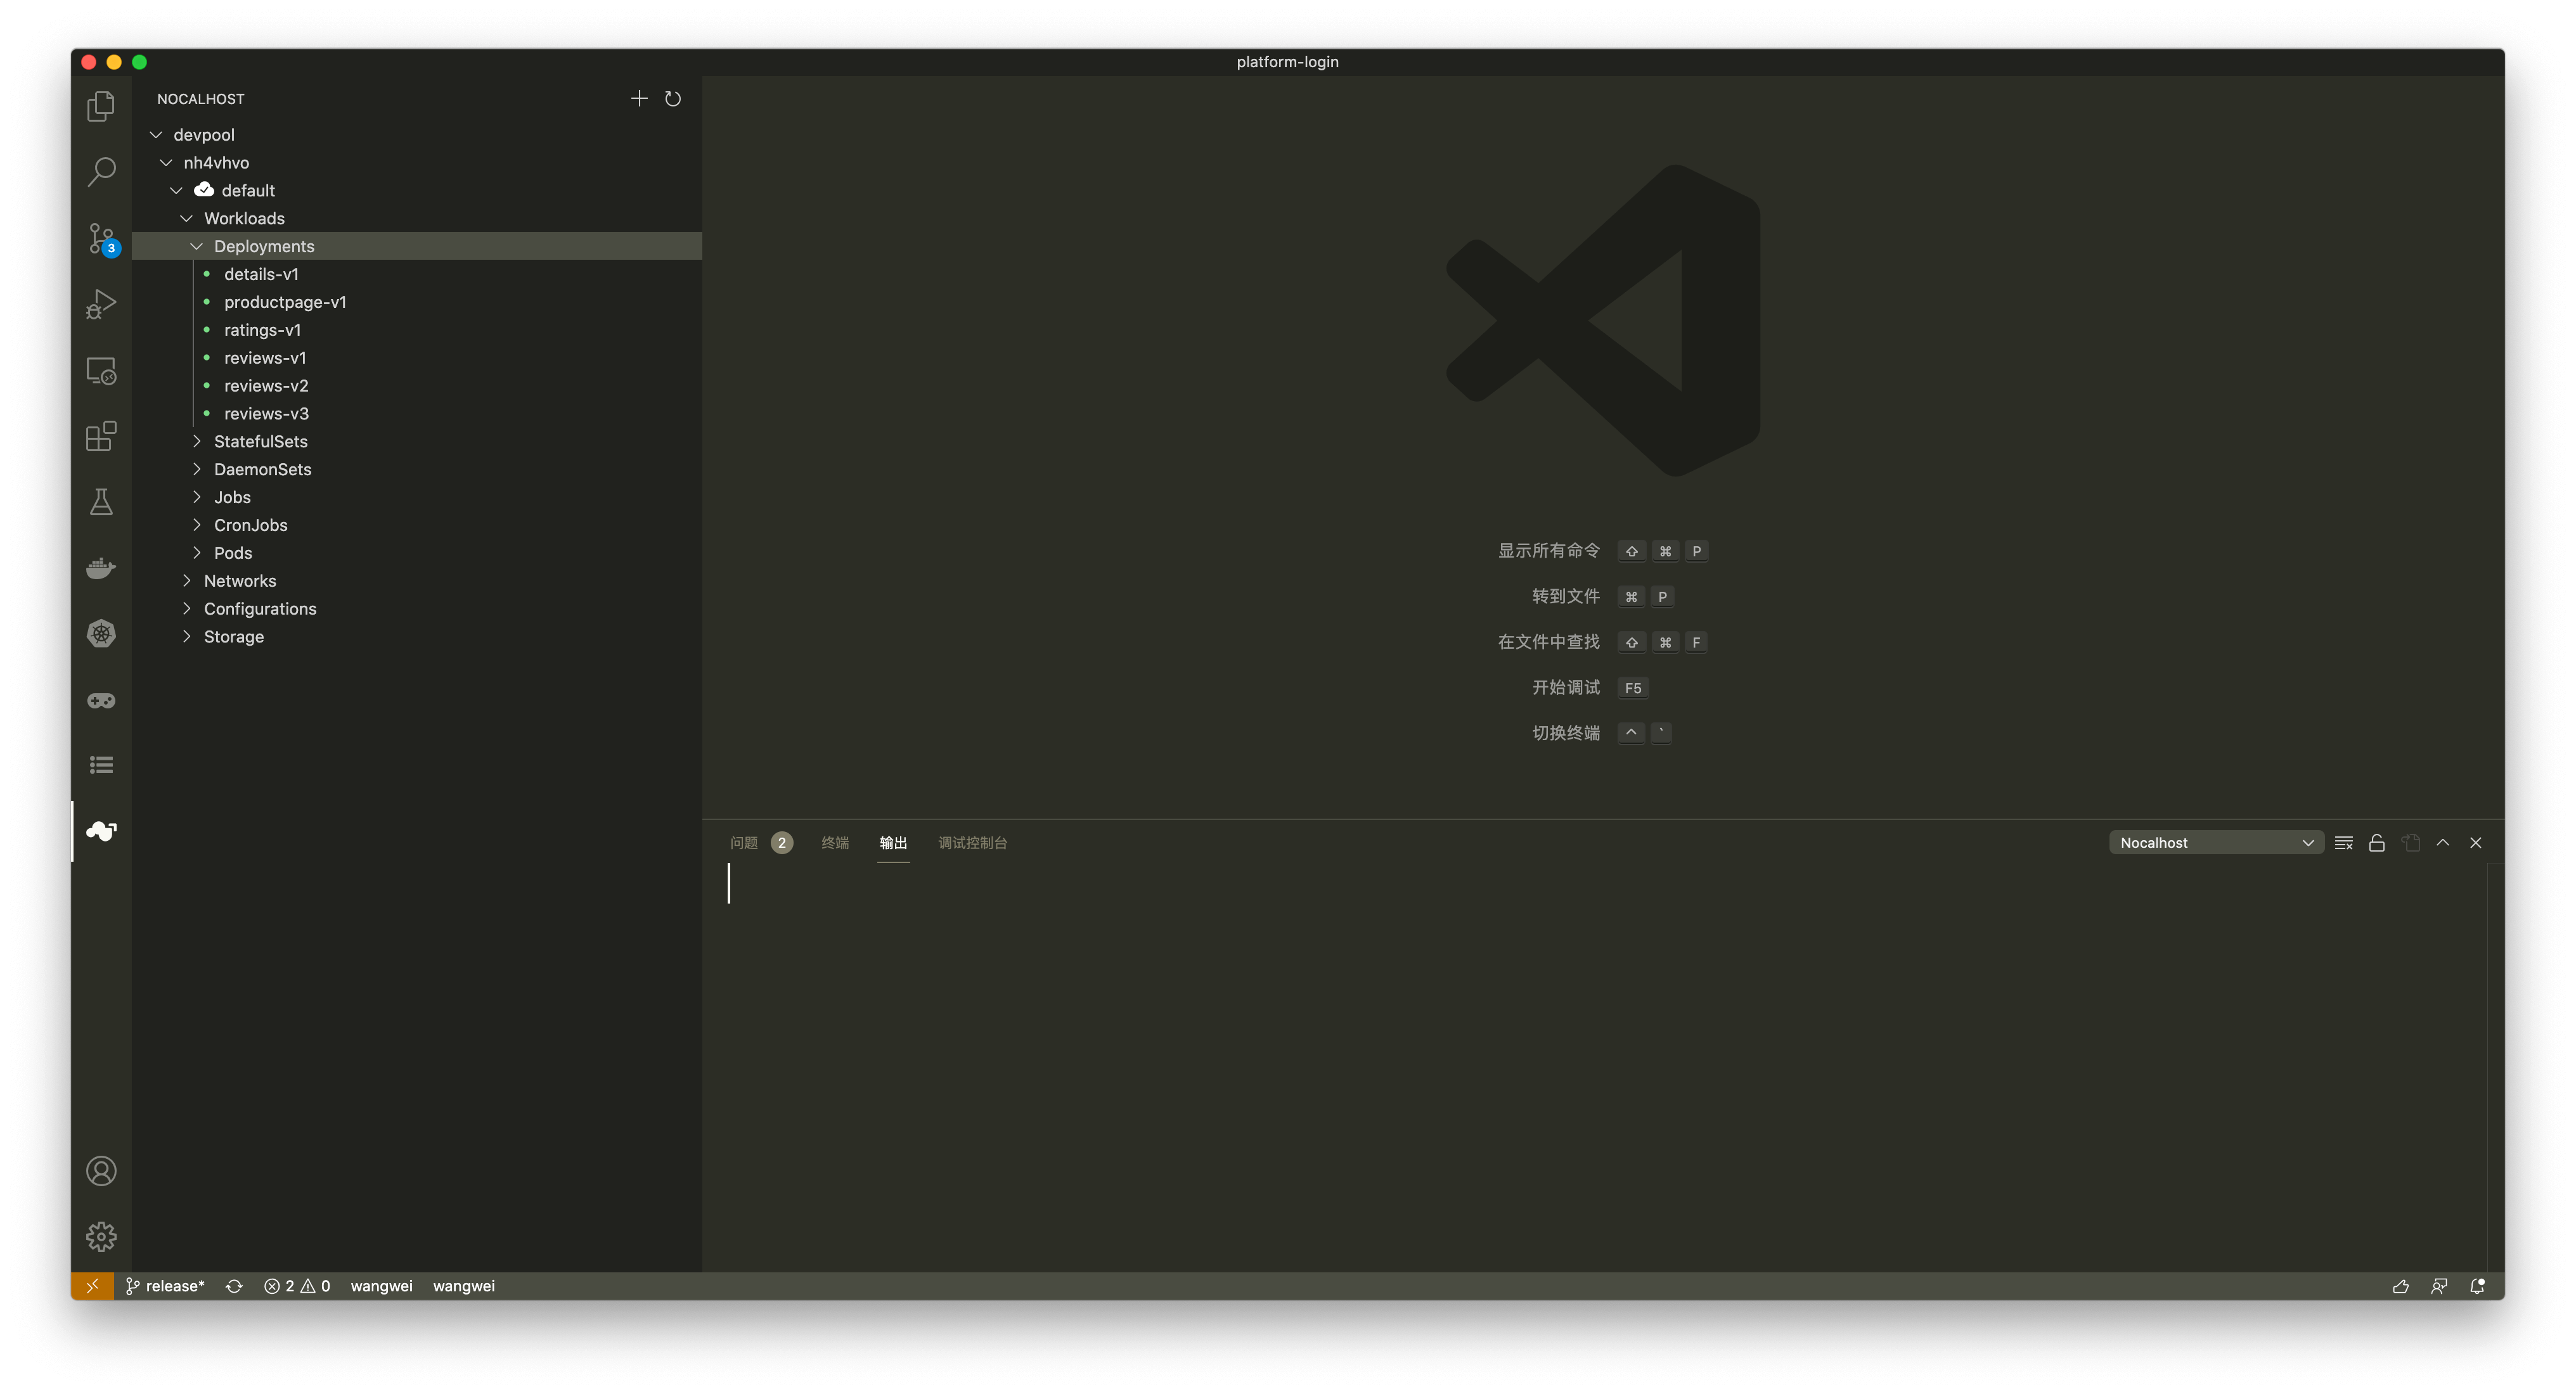 platform-login
NOCALHOST
devpool
nh4vhvo
default
Workloads
3
Deployments
details-v1
productpage-v1
ratings-v1
reviews-v1
reviews-v2
reviews-v3
StatefulSets
DaemonSets
Jobs
CronJobs
Pods
Networks
Configurations
Storage
显示所有命令 ⇧ ⌘ P
转到文件 ⌘ P
在文件中查找 ⇧ ⌘ F
开始调试 F5
切换终端 ^ `
问题 2 终端 输出 调试控制台 Nocalhost
release* 2 0 wangwei wangwei